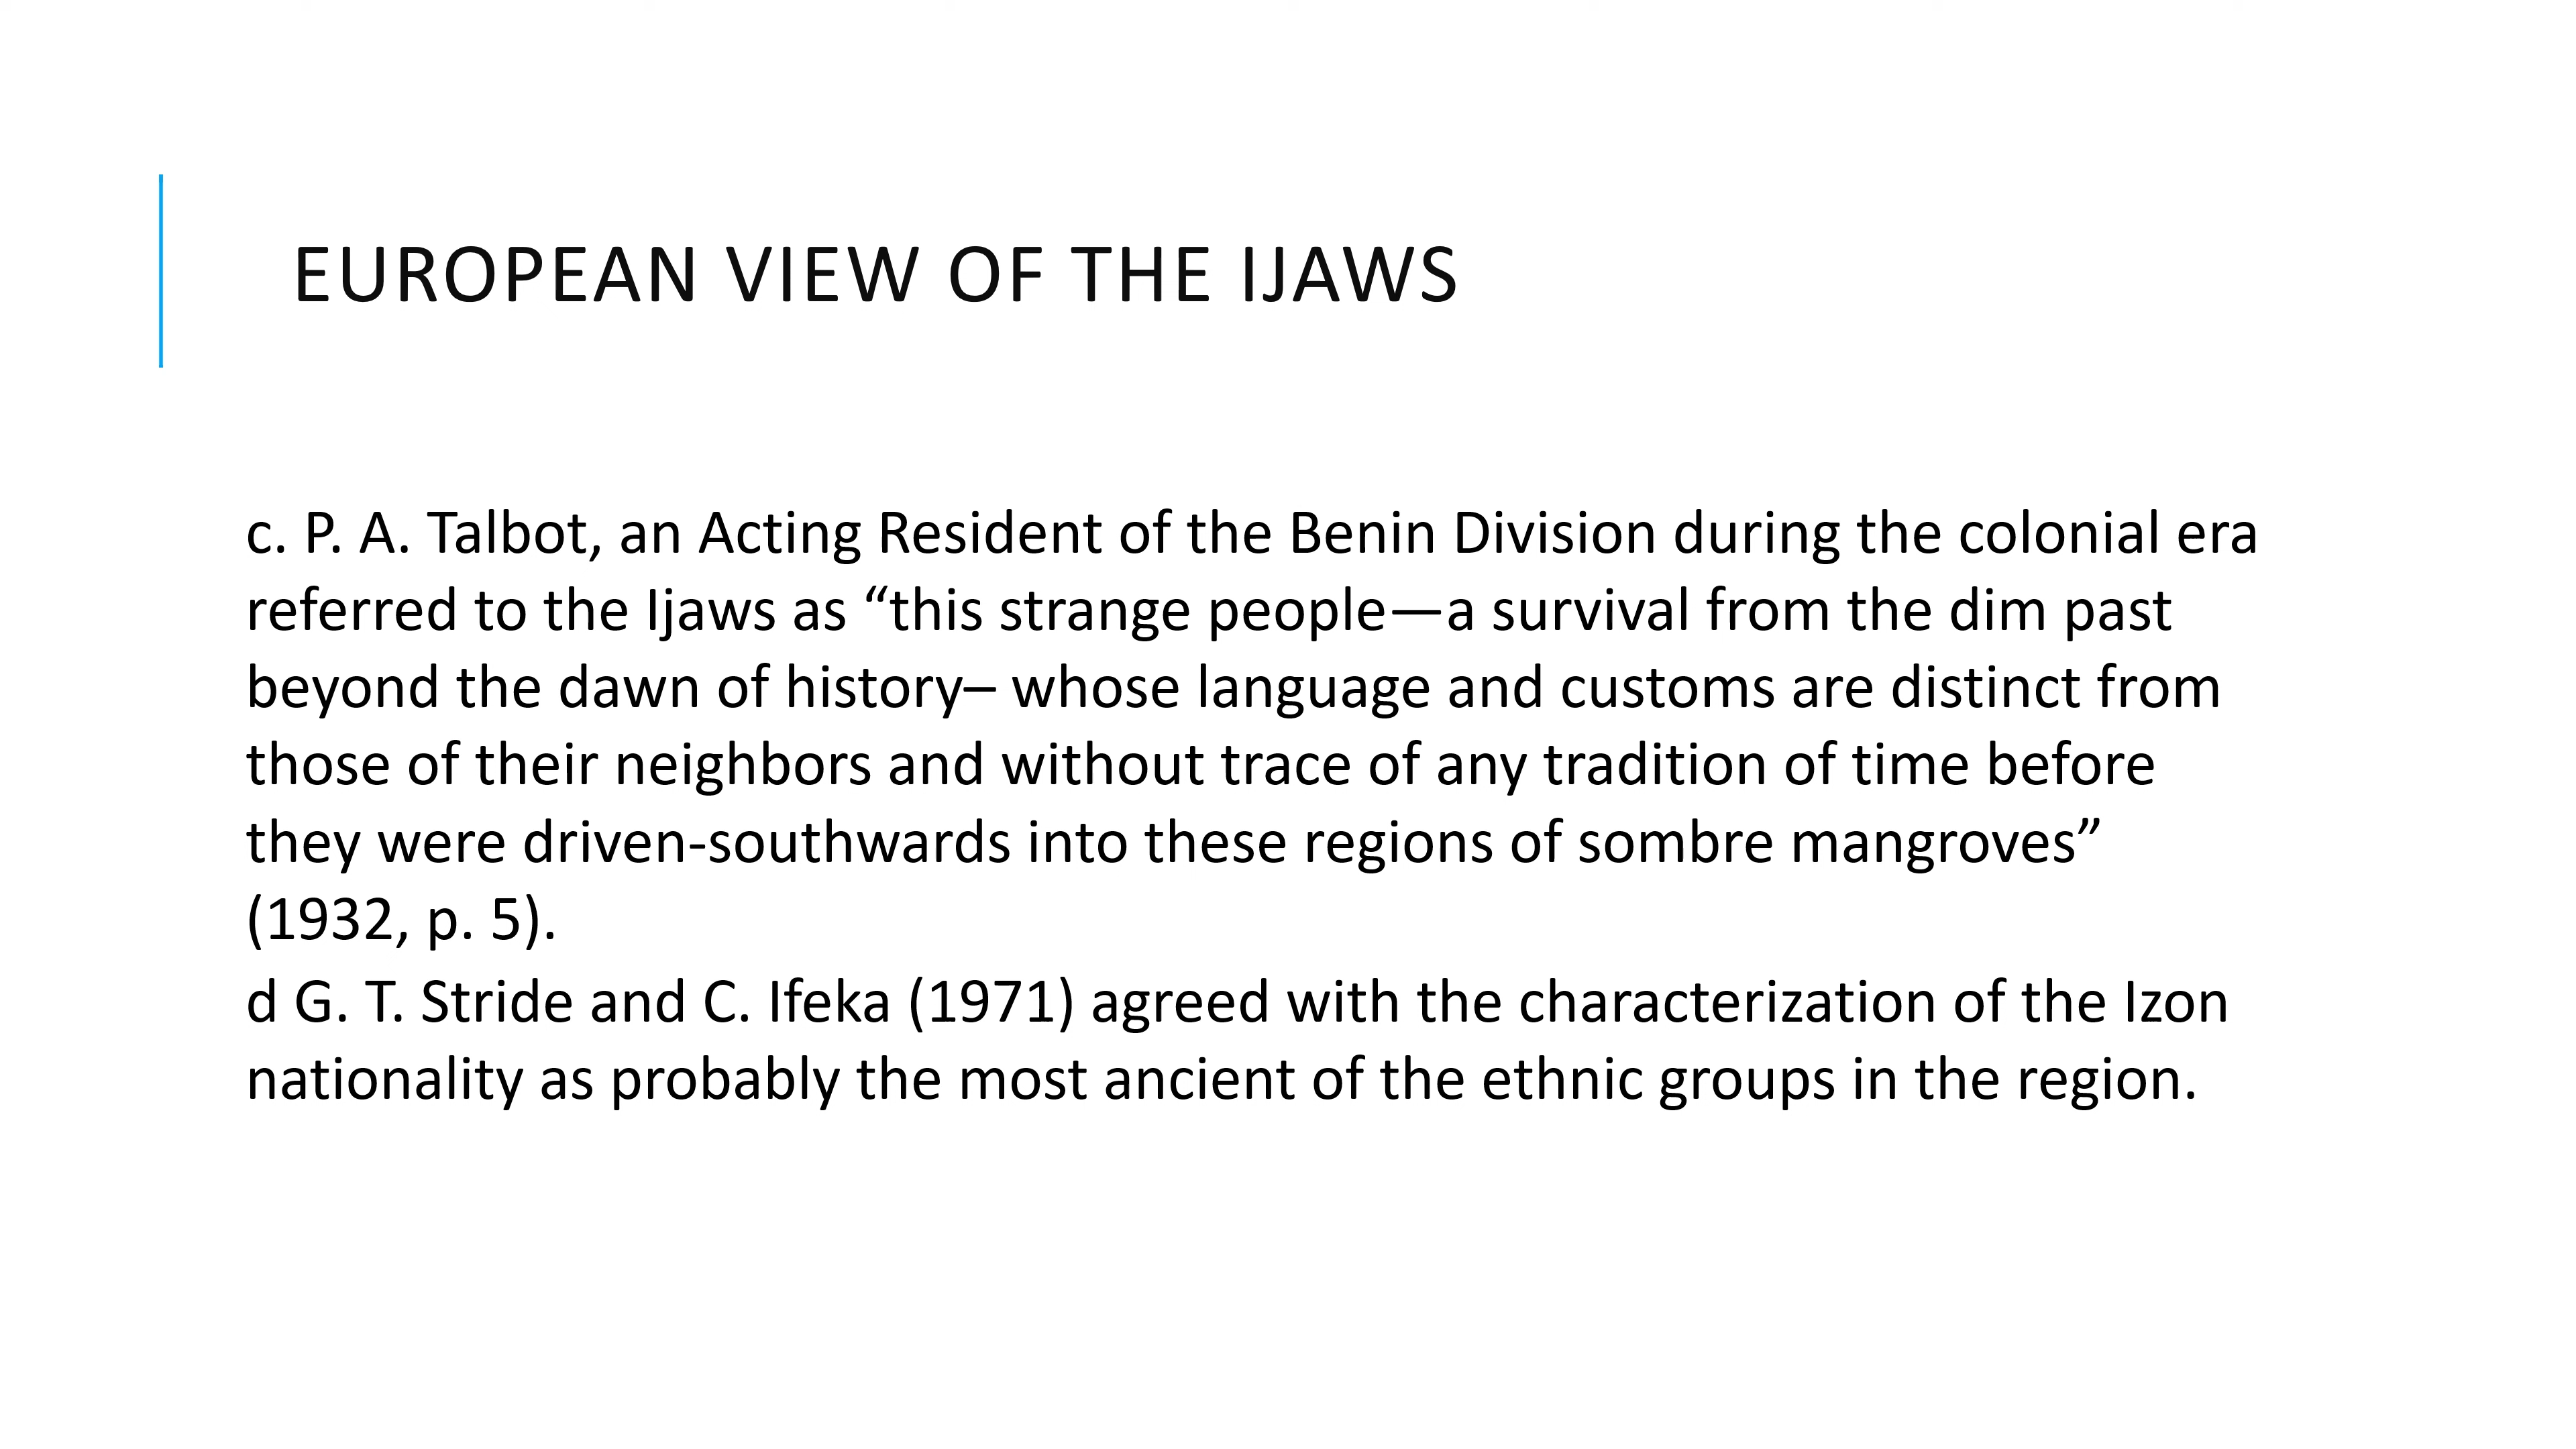 EUROPEAN VIEW OF THE IJAWS
c. P. A. Talbot, an Acting Resident of the Benin Division during the colonial era
referred to the Ijaws as “this strange people—a survival from the dim past
beyond the dawn of history– whose language and customs are distinct from
those of their neighbors and without trace of any tradition of time before
they were driven-southwards into these regions of sombre mangroves”
(1932, p. 5).
d G. T. Stride and C. Ifeka (1971) agreed with the characterization of the Izon
nationality as probably the most ancient of the ethnic groups in the region.